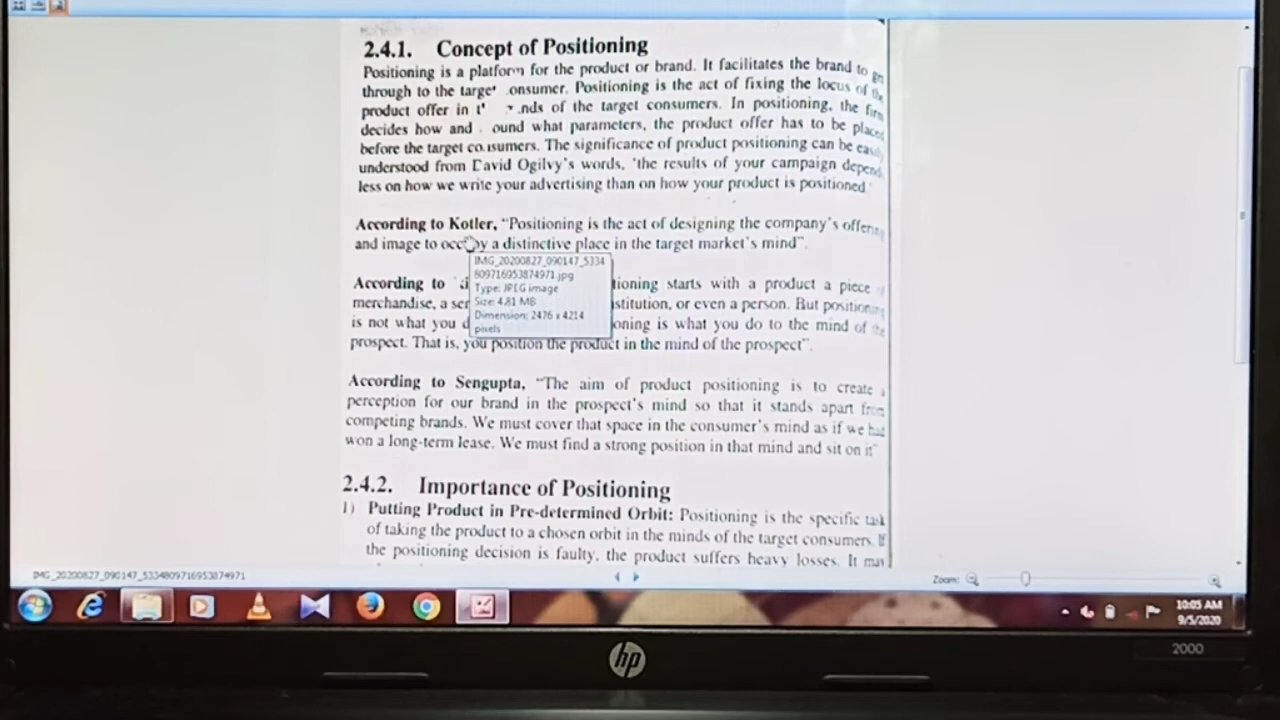 2.4.1. Concept of Positioning
Positioning is a platform for the product or brand. It facilitates the brand to
through to the onsumer. Positioning is the act of fixing the locus of the
product offer in nds of the target consumers. In positioning, the firm
decides how and ound what parameters, the product offer has to be
before the target consumers. The significance of product positioning can be
understood from David Ogilvy's words, 'the results of your campaign depend
less on how we write your advertising than on how your product is positioned.'
According to Kotler, "Positioning is the act of designing the company's
and image to occupy a distinctive place in the target market's mind".
According to tioning starts with a product a piece
merchandise, a ser stitution, or even a person. But positioning
is not what you d oning is what you do to the mind of the
prospect. That is, you position the product in the mind of the prospect".
IMG_20200827_090147_5334
809716953874971.jpg
Type: JPEG image
Size: 4.81 MB
Dimension: 2476 x 4214
pixels
According to Sengupta, "The aim of product positioning is to create
perception for our brand in the prospect's mind so that it stands apart from
competing brands. We must cover that space in the consumer's mind as if we had
won a long-term lease. We must find a strong position in that mind and sit on it"
2.4.2. Importance of Positioning
1) Putting Product in Pre-determined Orbit: Positioning is the specific task
of taking the product to a chosen orbit in the minds of the target consumers. If
the positioning decision is faulty, the product suffers heavy losses. It may
IMG_20200827_090147_5334809716953874971
Zoom:
10:05 AM
9/5/2020
hp
2000